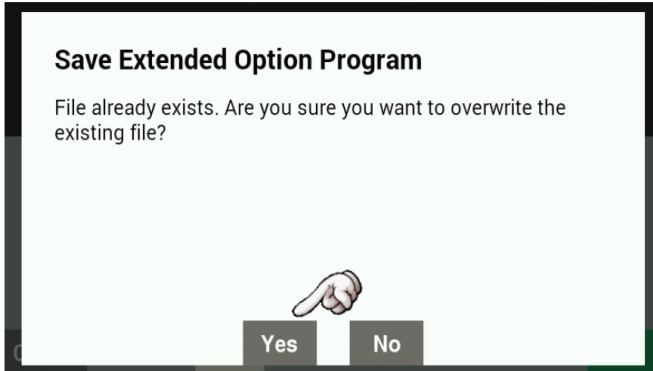 Save Extended Option Program
File already exists. Are you sure you want to overwrite the
existing file?
Yes
No